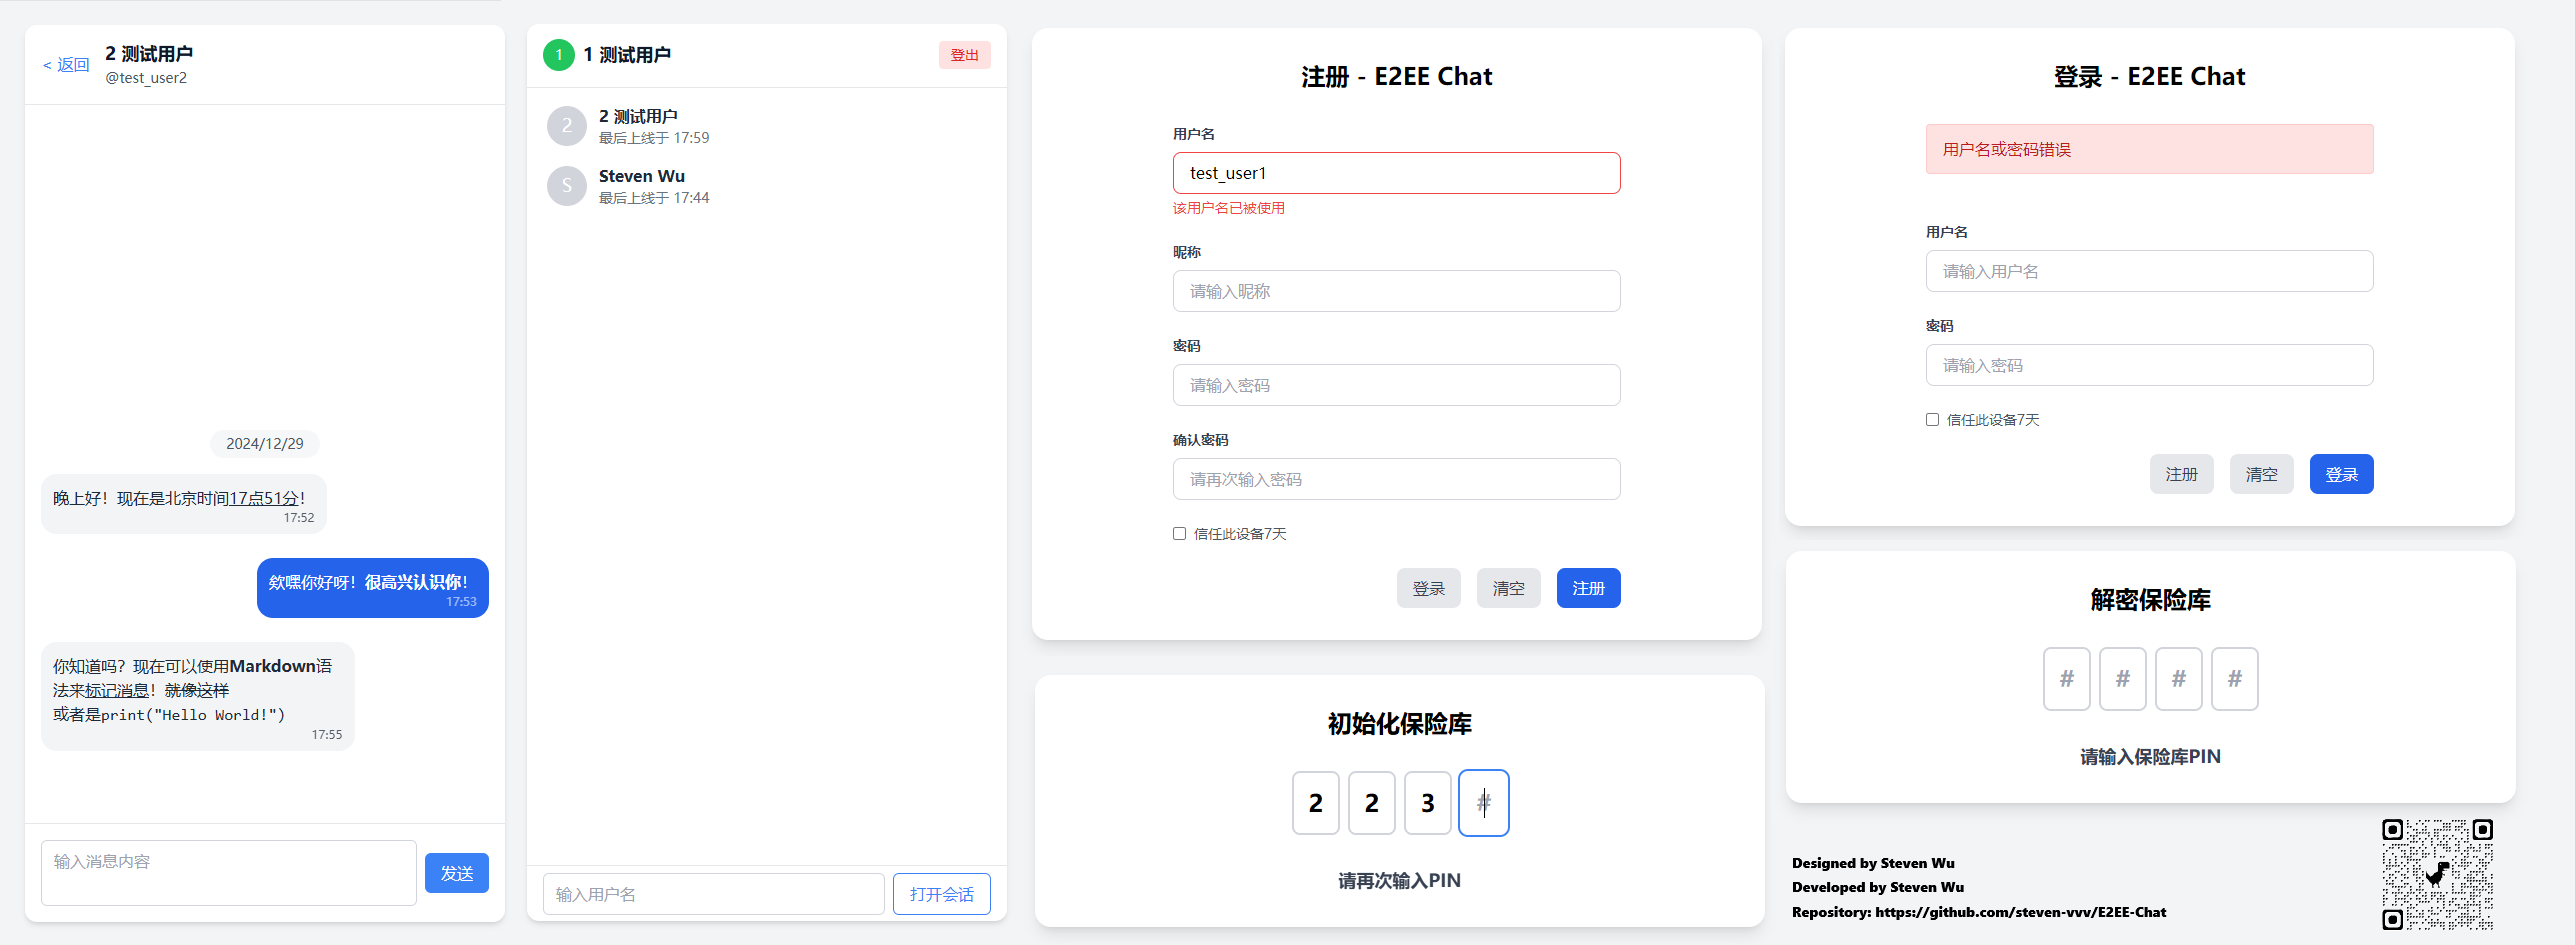 < 返回
2 测试用户
@test_user2
2024/12/29
晚上好！现在是北京时间17点51分！
17:52
欸嘿你好呀！很高兴认识你！
17:53
你知道吗？现在可以使用Markdown语
法来标记消息！就像这样
或者是print("Hello World!")
17:55
输入消息内容
发送
1
1 测试用户
登出
2
2 测试用户
最后上线于 17:59
S
Steven Wu
最后上线于 17:44
输入用户名
打开会话
注册 - E2EE Chat
用户名
test_user1
该用户名已被使用
昵称
请输入昵称
密码
请输入密码
确认密码
请再次输入密码
信任此设备7天
登录
清空
注册
初始化保险库
2 2 3 #
请再次输入PIN
登录 - E2EE Chat
用户名或密码错误
用户名
请输入用户名
密码
请输入密码
信任此设备7天
注册
清空
登录
解密保险库
# # # #
请输入保险库PIN
Designed by Steven Wu
Developed by Steven Wu
Repository: https://github.com/steven-vvv/E2EE-Chat